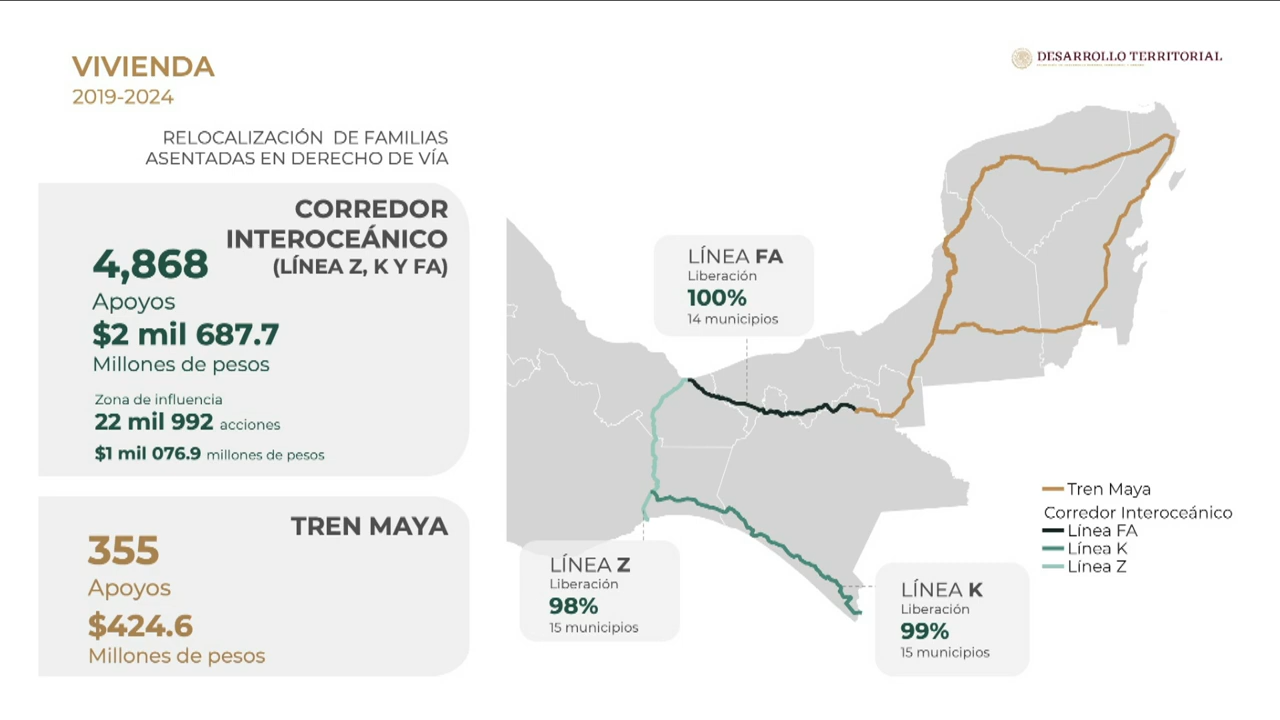 VIVIENDA
2019-2024
DESARROLLO TERRITORIAL
RELOCALIZACIÓN DE FAMILIAS
ASENTADAS EN DERECHO DE VÍA
CORREDOR
INTEROCEÁNICO
(LÍNEA Z, K Y FA)
4,868
Apoyos
$2 mil 687.7
Millones de pesos
Zona de influencia
22 mil 992 acciones
$1 mil 076.9 millones de pesos
TREN MAYA
355
Apoyos
$424.6
Millones de pesos
LÍNEA FA
Liberación
100%
14 municipios
LÍNEA Z
Liberación
98%
15 municipios
LÍNEA K
Liberación
99%
15 municipios
Tren Maya
Corredor Interoceánico
Línea FA
Línea K
Línea Z